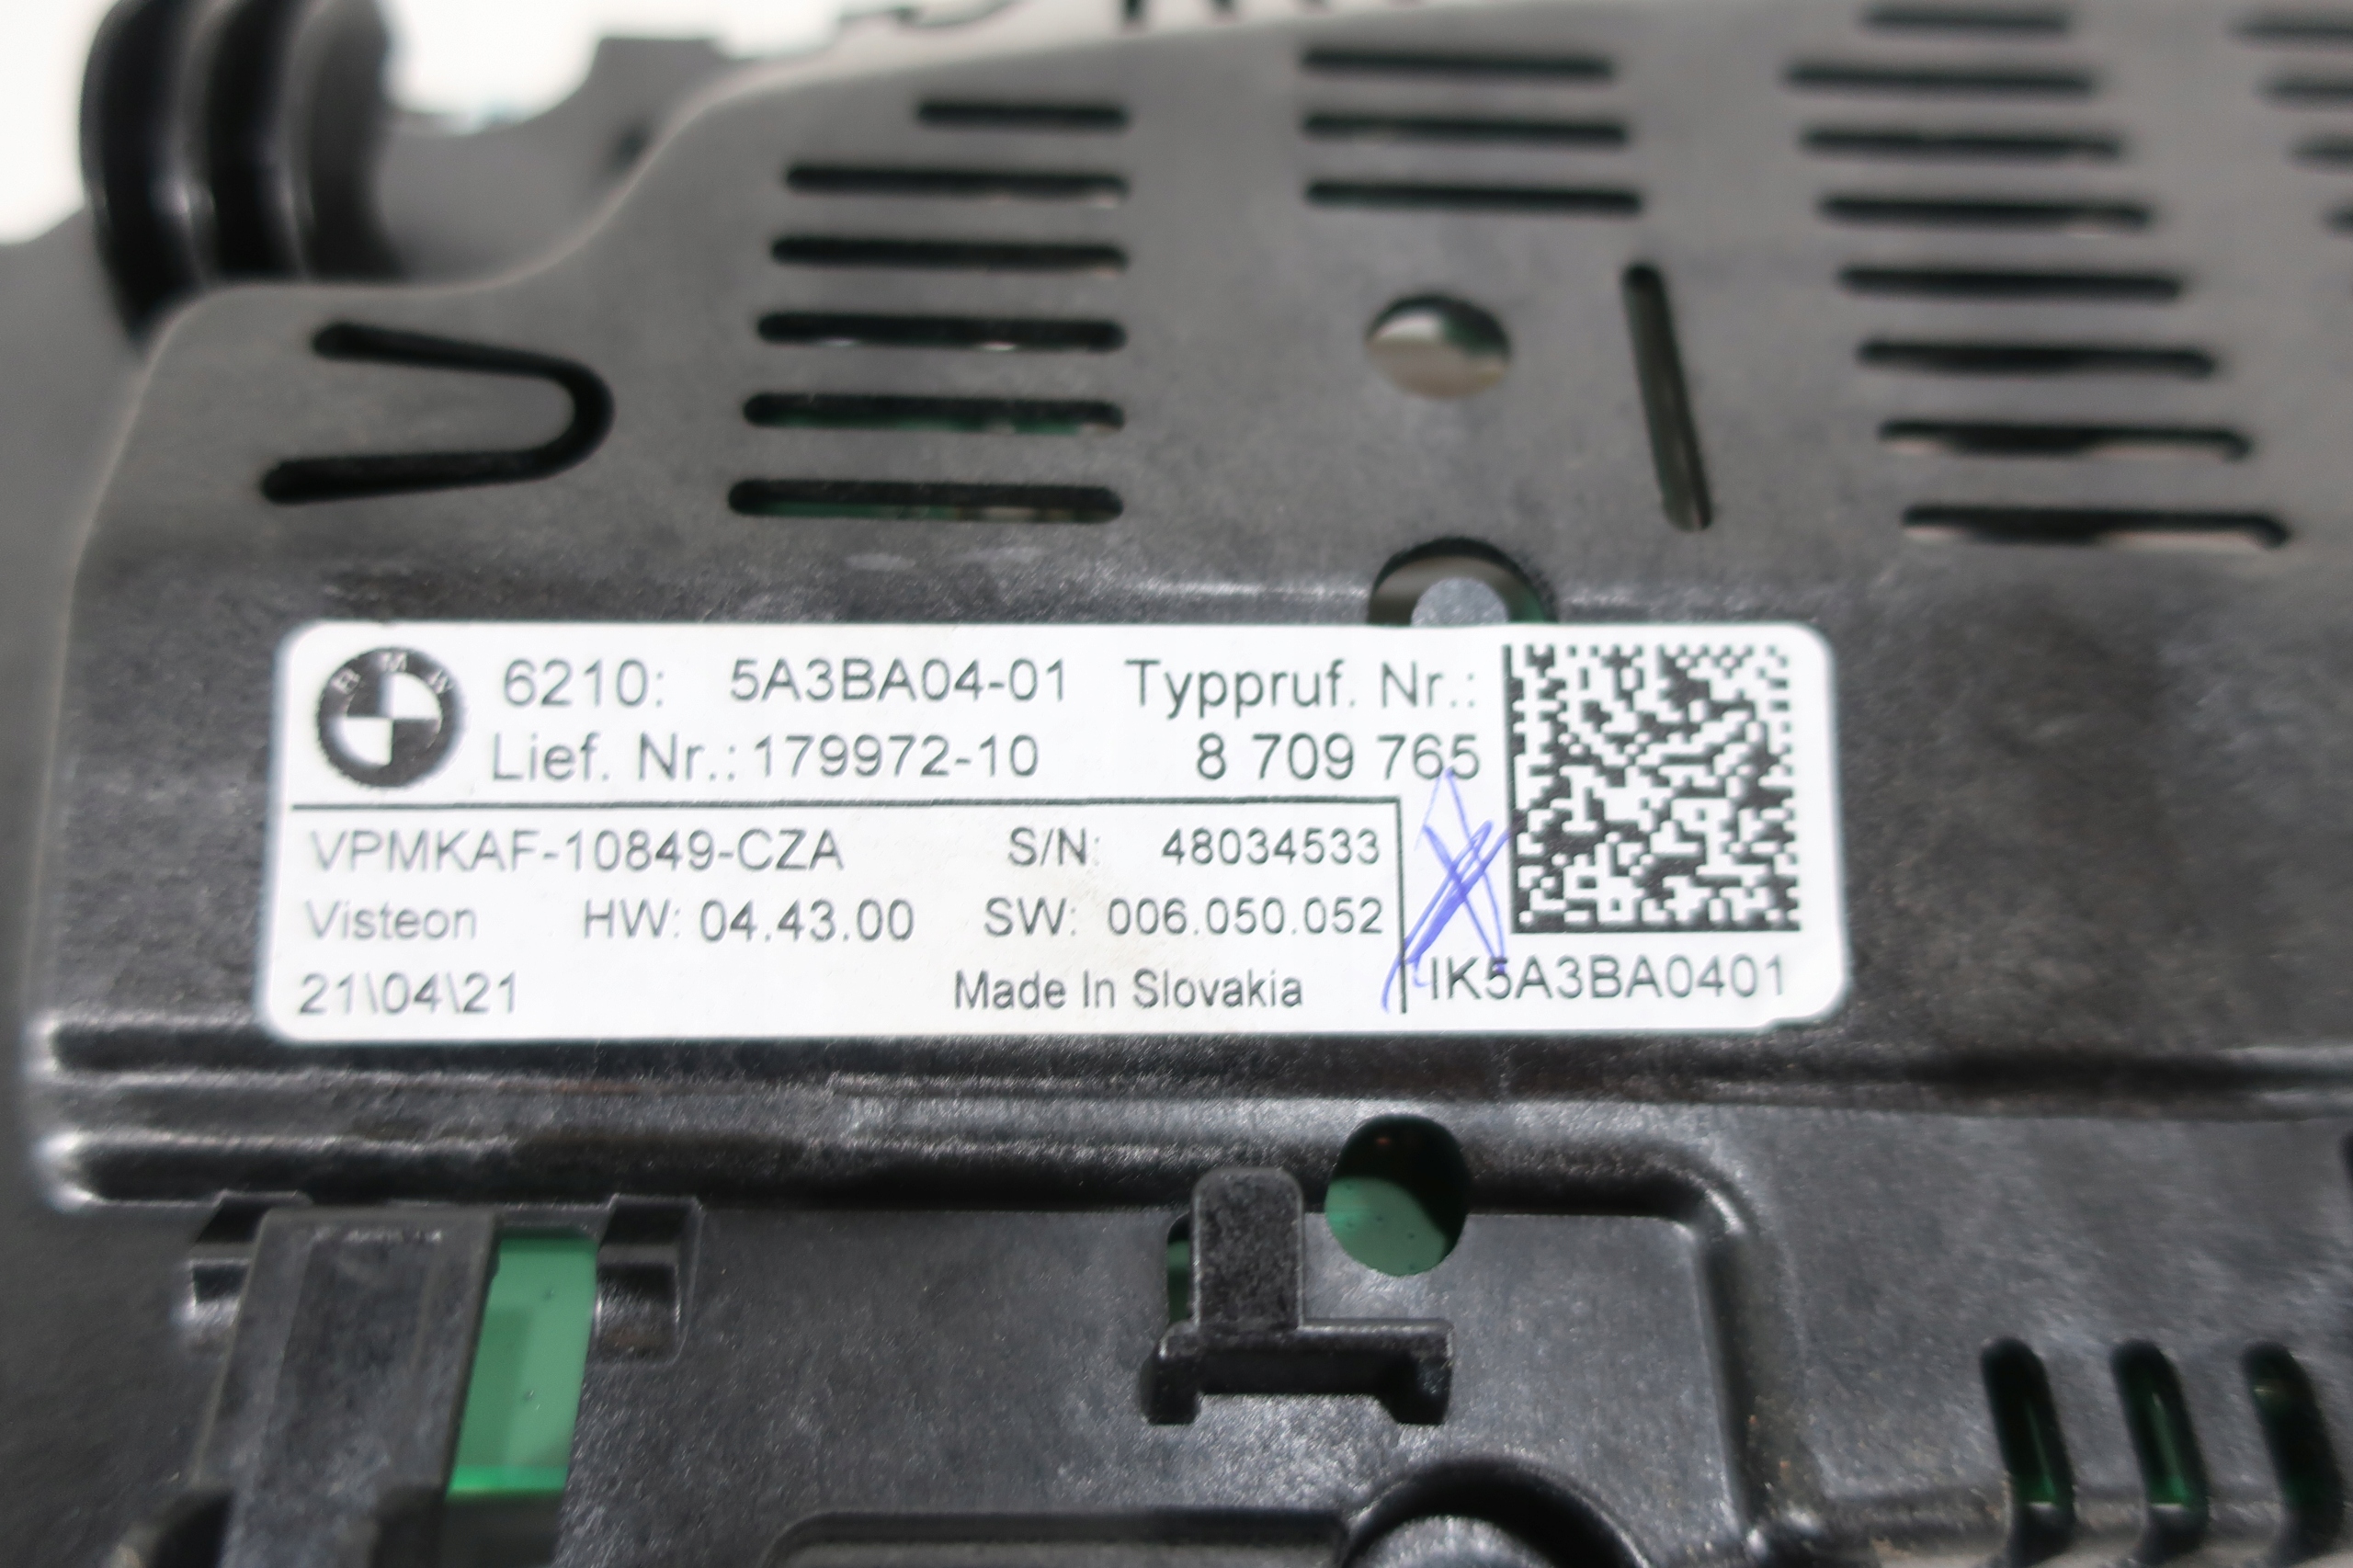 BMW
6210: 5A3BA04-01 Typpruf. Nr.:
Lief. Nr.: 179972-10 8 709 765
VPMKAF-10849-CZA S/N: 48034533
Visteon HW: 04.43.00 SW: 006.050.052
21\04\21 Made In Slovakia IK5A3BA0401